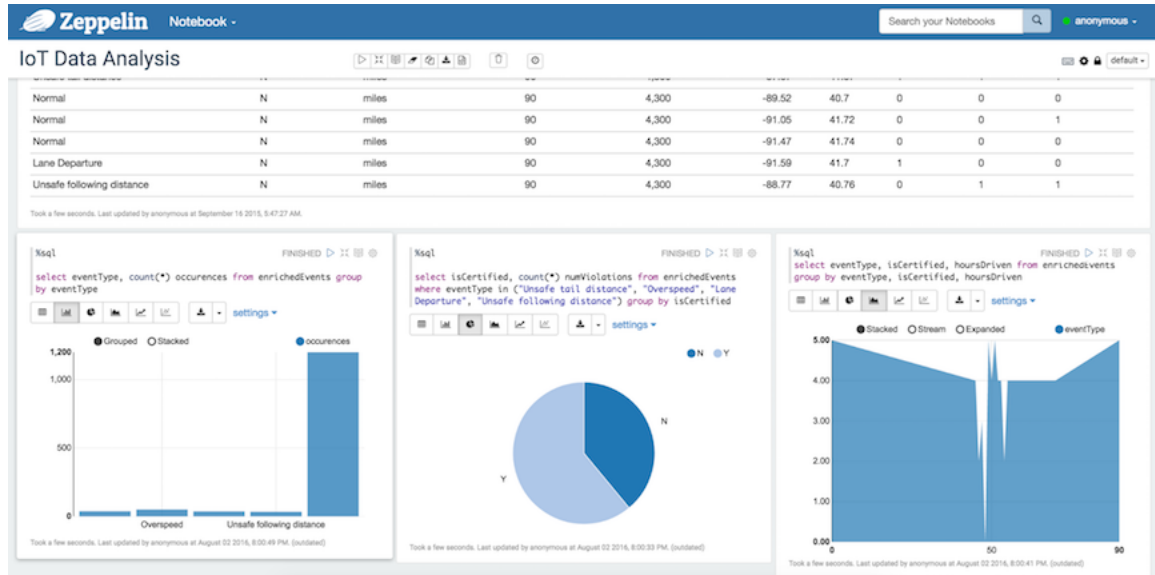 Zeppelin Notebook
Search your Notebooks
anonymous
IoT Data Analysis
default
Normal N miles 90 4,300 -89.52 40.7 0 0 0
Normal N miles 90 4,300 -91.05 41.72 0 0 1
Normal N miles 90 4,300 -91.47 41.74 0 0 0
Lane Departure N miles 90 4,300 -91.59 41.7 1 0 0
Unsafe following distance N miles 90 4,300 -88.77 40.76 0 1 1
Took a few seconds. Last updated by anonymous at September 16 2015, 5:47:27 AM.
%sql FINISHED
select eventType, count(*) occurences from enrichedEvents group
by eventType
settings
Grouped Stacked occurences
1,200
1,000
500
0
Overspeed Unsafe following distance
Took a few seconds. Last updated by anonymous at August 02 2016, 8:00:49 PM. (outdated)
%sql FINISHED
select isCertified, count(*) numViolations from enrichedEvents
where eventType in ("Unsafe tail distance", "Overspeed", "Lane
Departure", "Unsafe following distance") group by isCertified
settings
N Y
N
Y
Took a few seconds. Last updated by anonymous at August 02 2016, 8:00:33 PM. (outdated)
%sql FINISHED
select eventType, isCertified, hoursDriven from enrichedEvents
group by eventType, isCertified, hoursDriven
settings
Stacked Stream Expanded eventType
5.00
4.00
3.00
2.00
1.00
0.00
0 50 90
Took a few seconds. Last updated by anonymous at August 02 2016, 8:00:41 PM. (outdated)